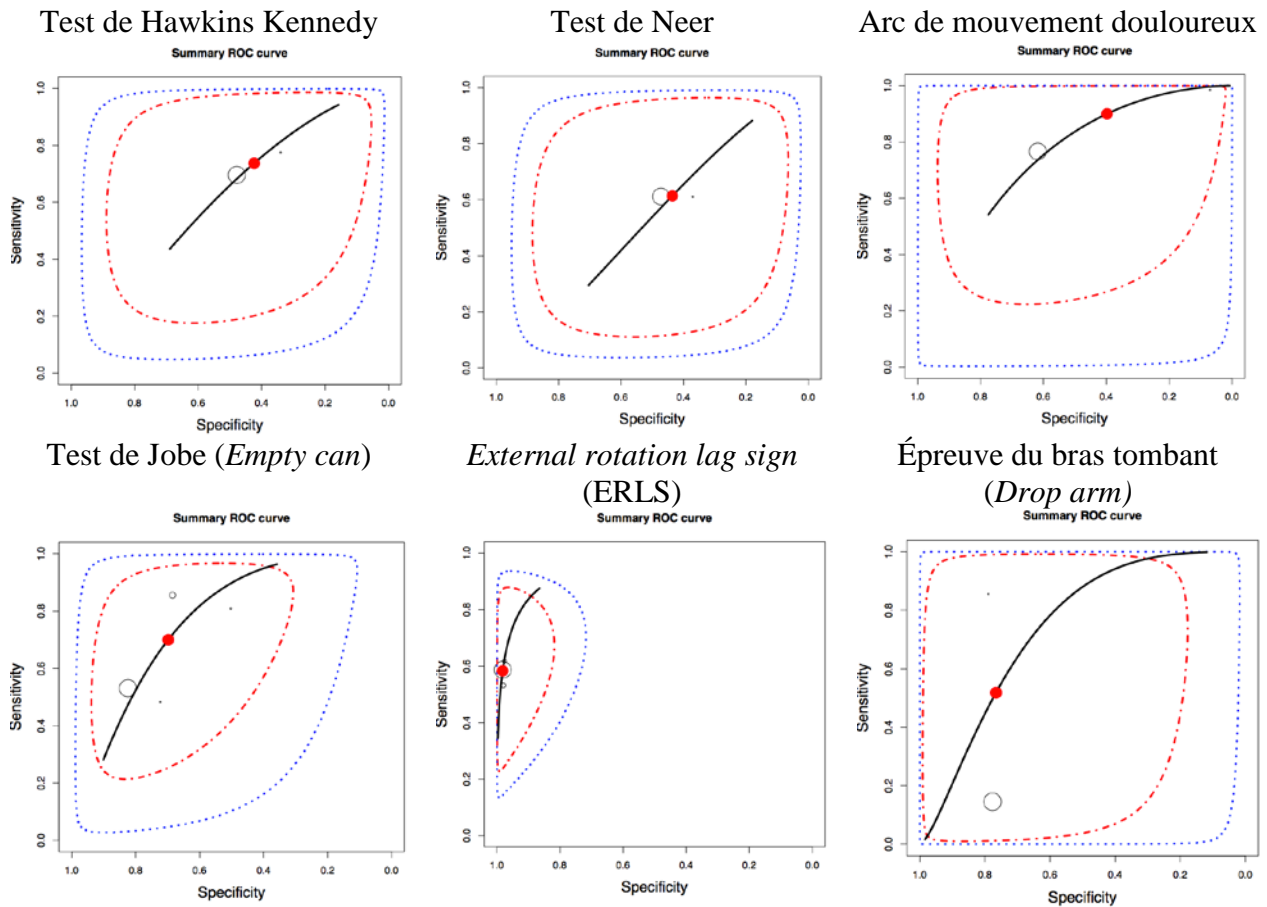 Test de Hawkins Kennedy
Summary ROC curve
Sensitivity
1.0
0.8
0.6
0.4
0.2
0.0
1.0 0.8 0.6 0.4 0.2 0.0
Specificity
Test de Neer
Summary ROC curve
Sensitivity
1.0
0.8
0.6
0.4
0.2
0.0
1.0 0.8 0.6 0.4 0.2 0.0
Specificity
Arc de mouvement douloureux
Summary ROC curve
Sensitivity
1.0
0.8
0.6
0.4
0.2
0.0
1.0 0.8 0.6 0.4 0.2 0.0
Specificity
Test de Jobe (Empty can)
Summary ROC curve
Sensitivity
1.0
0.8
0.6
0.4
0.2
0.0
1.0 0.8 0.6 0.4 0.2 0.0
Specificity
External rotation lag sign
(ERLS)
Summary ROC curve
Sensitivity
1.0
0.8
0.6
0.4
0.2
0.0
1.0 0.8 0.6 0.4 0.2 0.0
Specificity
Épreuve du bras tombant
(Drop arm)
Summary ROC curve
Sensitivity
1.0
0.8
0.6
0.4
0.2
0.0
1.0 0.8 0.6 0.4 0.2 0.0
Specificity